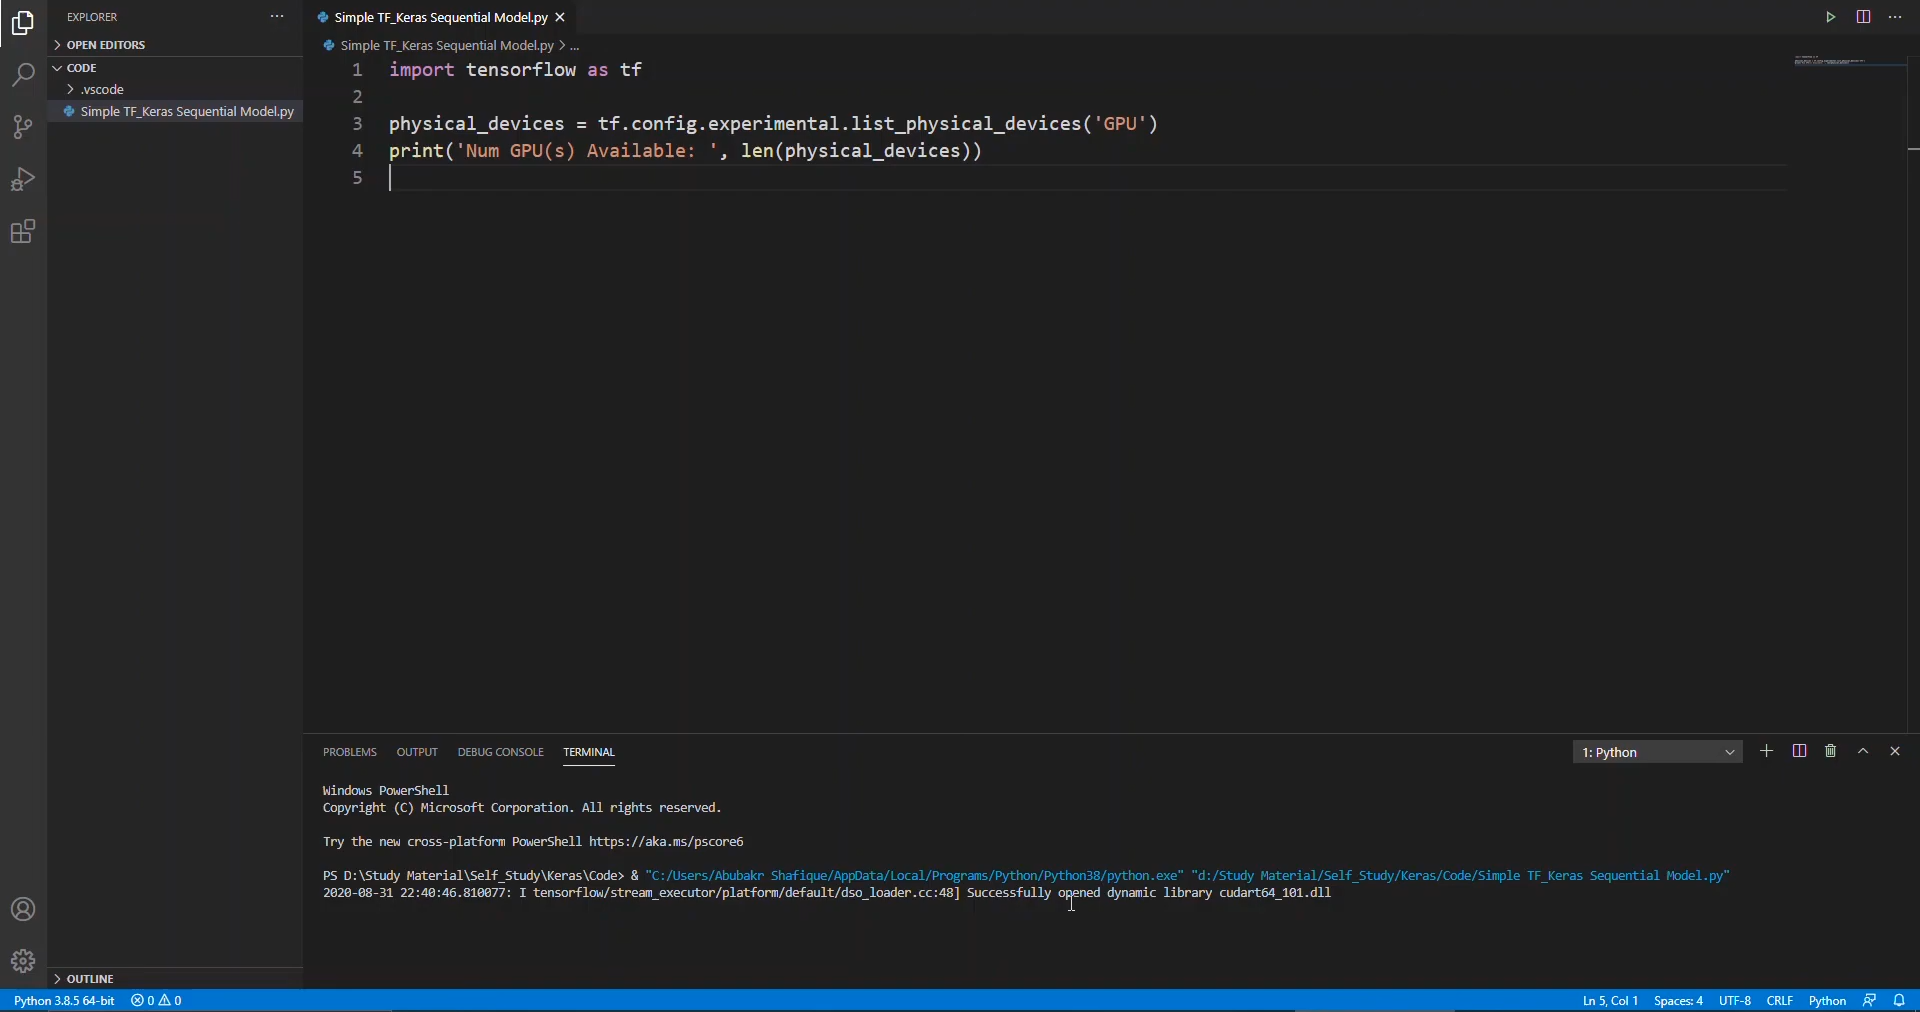 EXPLORER
OPEN EDITORS
CODE
.vscode
Simple TF_Keras Sequential Model.py
OUTLINE
Simple TF_Keras Sequential Model.py
Simple TF_Keras Sequential Model.py > ...
1 import tensorflow as tf
2
3 physical_devices = tf.config.experimental.list_physical_devices('GPU')
4 print('Num GPU(s) Available: ', len(physical_devices))
5
PROBLEMS OUTPUT DEBUG CONSOLE TERMINAL 1: Python
Windows PowerShell
Copyright (C) Microsoft Corporation. All rights reserved.
Try the new cross-platform PowerShell https://aka.ms/pscore6
PS D:\Study Material\Self_Study\Keras\Code> & "C:/Users/Abubakr Shafique/AppData/Local/Programs/Python/Python38/python.exe" "d:/Study Material/Self_Study/Keras/Code/Simple TF_Keras Sequential Model.py"
2020-08-31 22:40:46.810077: I tensorflow/stream_executor/platform/default/dso_loader.cc:48] Successfully opened dynamic library cudart64_101.dll
Python 3.8.5 64-bit 0 0 Ln 5, Col 1 Spaces: 4 UTF-8 CRLF Python